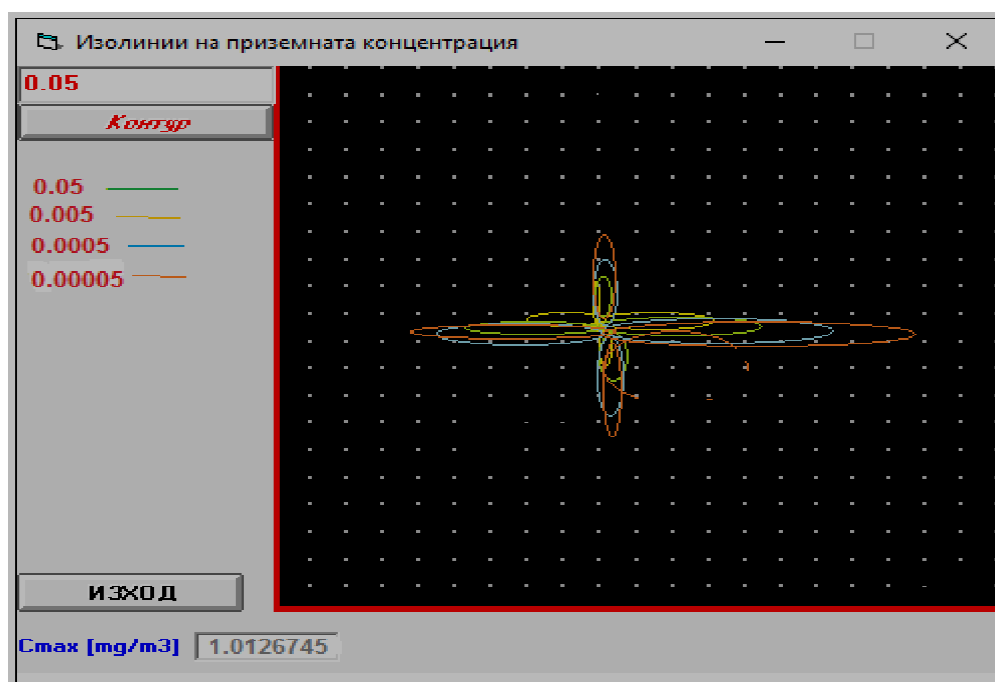 Изолинии на приземната концентрация
0.05
Контур
0.05
0.005
0.0005
0.00005
ИЗХОД
Cmax [mg/m3] 1.0126745